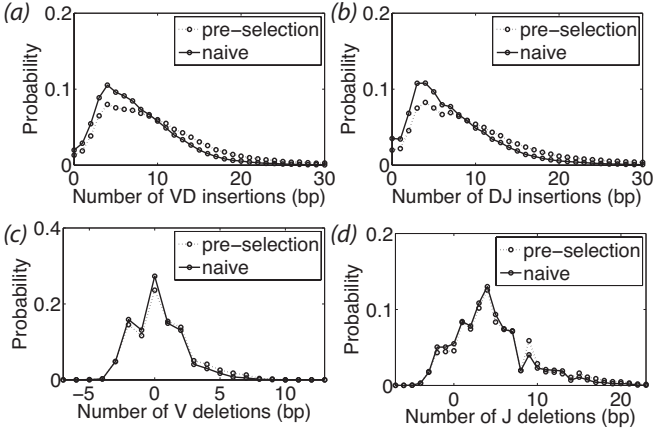 (a)
0.2
0.1
0
Probability
pre-selection
naive
0 10 20 30
Number of VD insertions (bp)
(b)
0.2
0.1
0
Probability
pre-selection
naive
0 10 20 30
Number of DJ insertions (bp)
(c)
0.4
0.2
0
Probability
pre-selection
naive
−5 0 5 10
Number of V deletions (bp)
(d)
0.2
0.1
0
Probability
pre-selection
naive
0 10 20
Number of J deletions (bp)